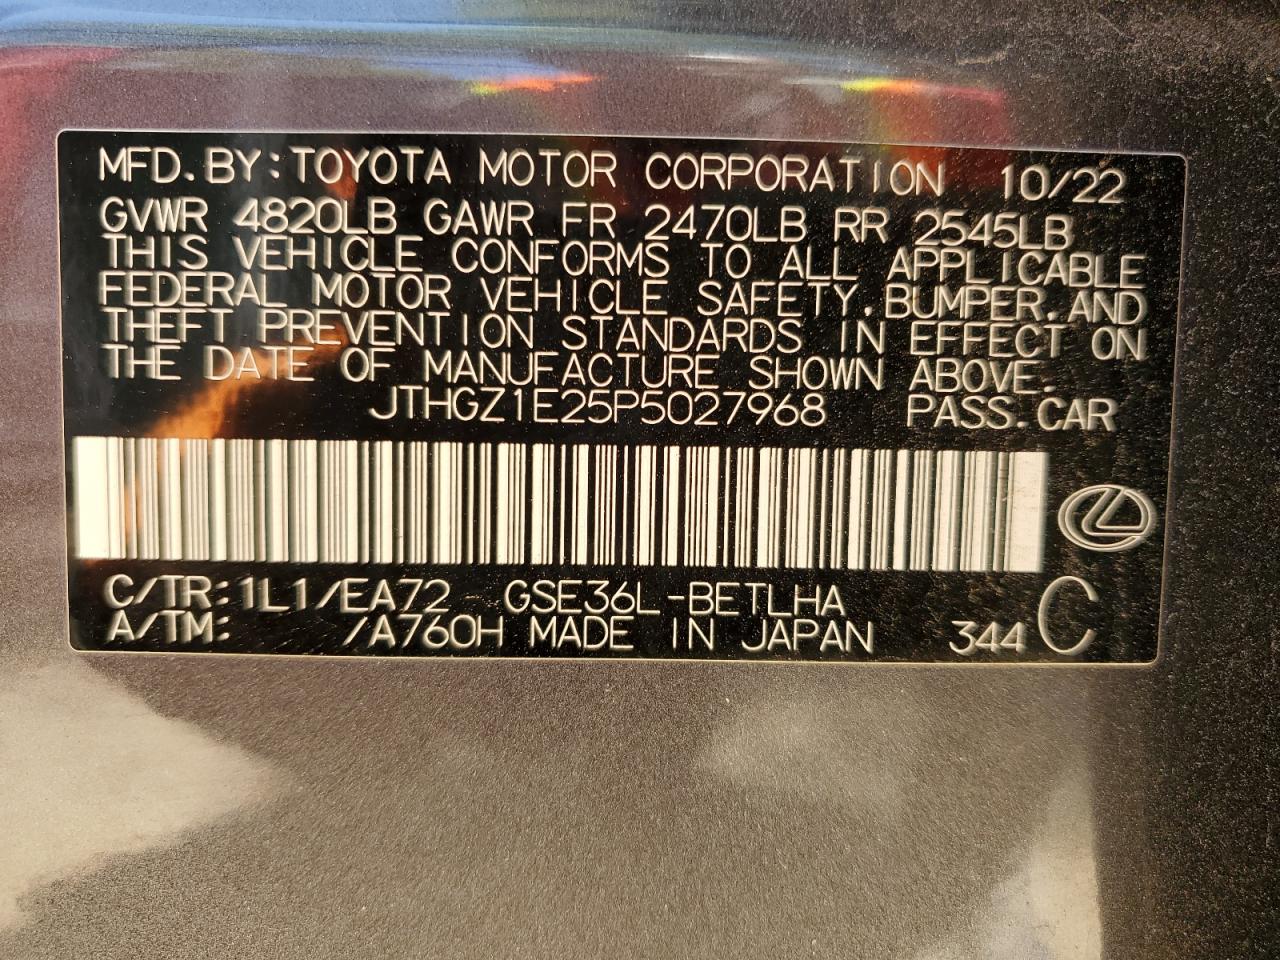 MFD.BY:TOYOTA MOTOR CORPORATION 10/22
GVWR 4820LB GAWR FR 2470LB RR 2545LB
THIS VEHICLE CONFORMS TO ALL APPLICABLE
FEDERAL MOTOR VEHICLE SAFETY,BUMPER,AND
THEFT PREVENTION STANDARDS IN EFFECT ON
THE DATE OF MANUFACTURE SHOWN ABOVE.
JTHGZ1E25P5027968 PASS.CAR
C/TR:1L1/EA72 GSE36L-BETLHA
A/TM: /A760H MADE IN JAPAN 344 C